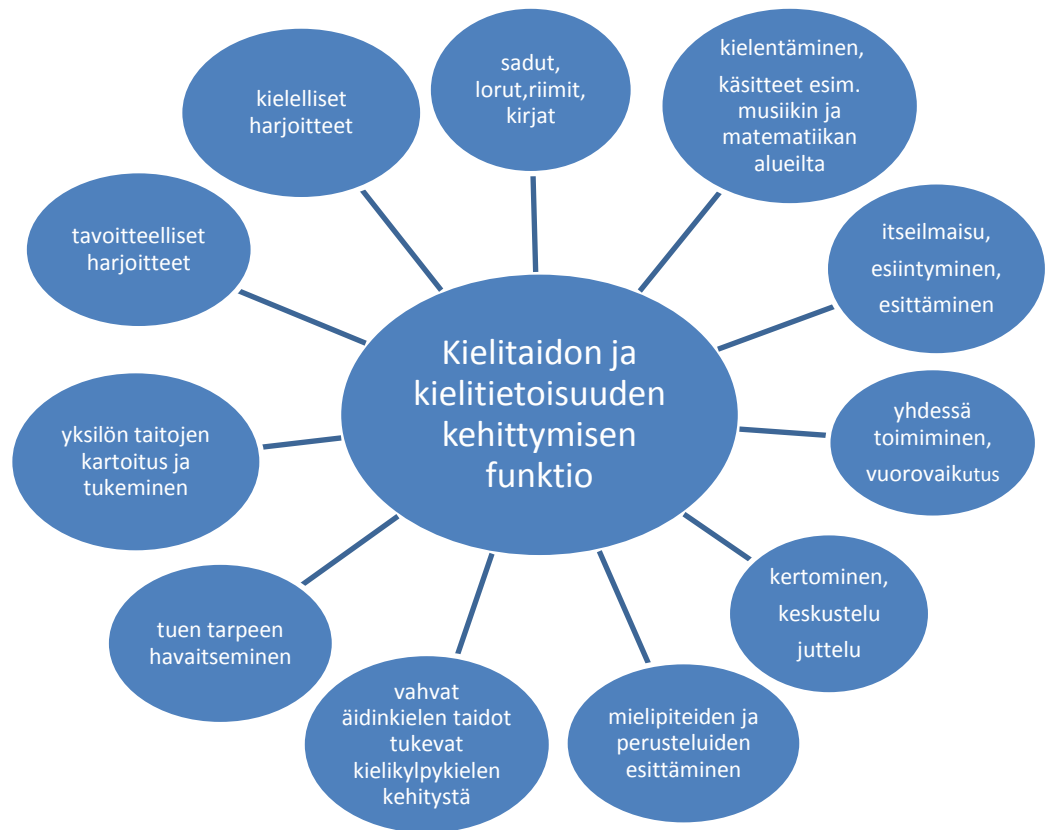 sadut,
lorut,riimit,
kirjat
kielentäminen,
käsitteet esim.
musiikin ja
matematiikan
alueilta
itseilmaisu,
esiintyminen,
esittäminen
yhdessä
toimiminen,
vuorovaikutus
kertominen,
keskustelu
juttelu
mielipiteiden ja
perusteluiden
esittäminen
vahvat
äidinkielen taidot
tukevat
kielikylpykielen
kehitystä
tuen tarpeen
havaitseminen
yksilön taitojen
kartoitus ja
tukeminen
tavoitteelliset
harjoitteet
kielelliset
harjoitteet
Kielitaidon ja
kielitietoisuuden
kehittymisen
funktio